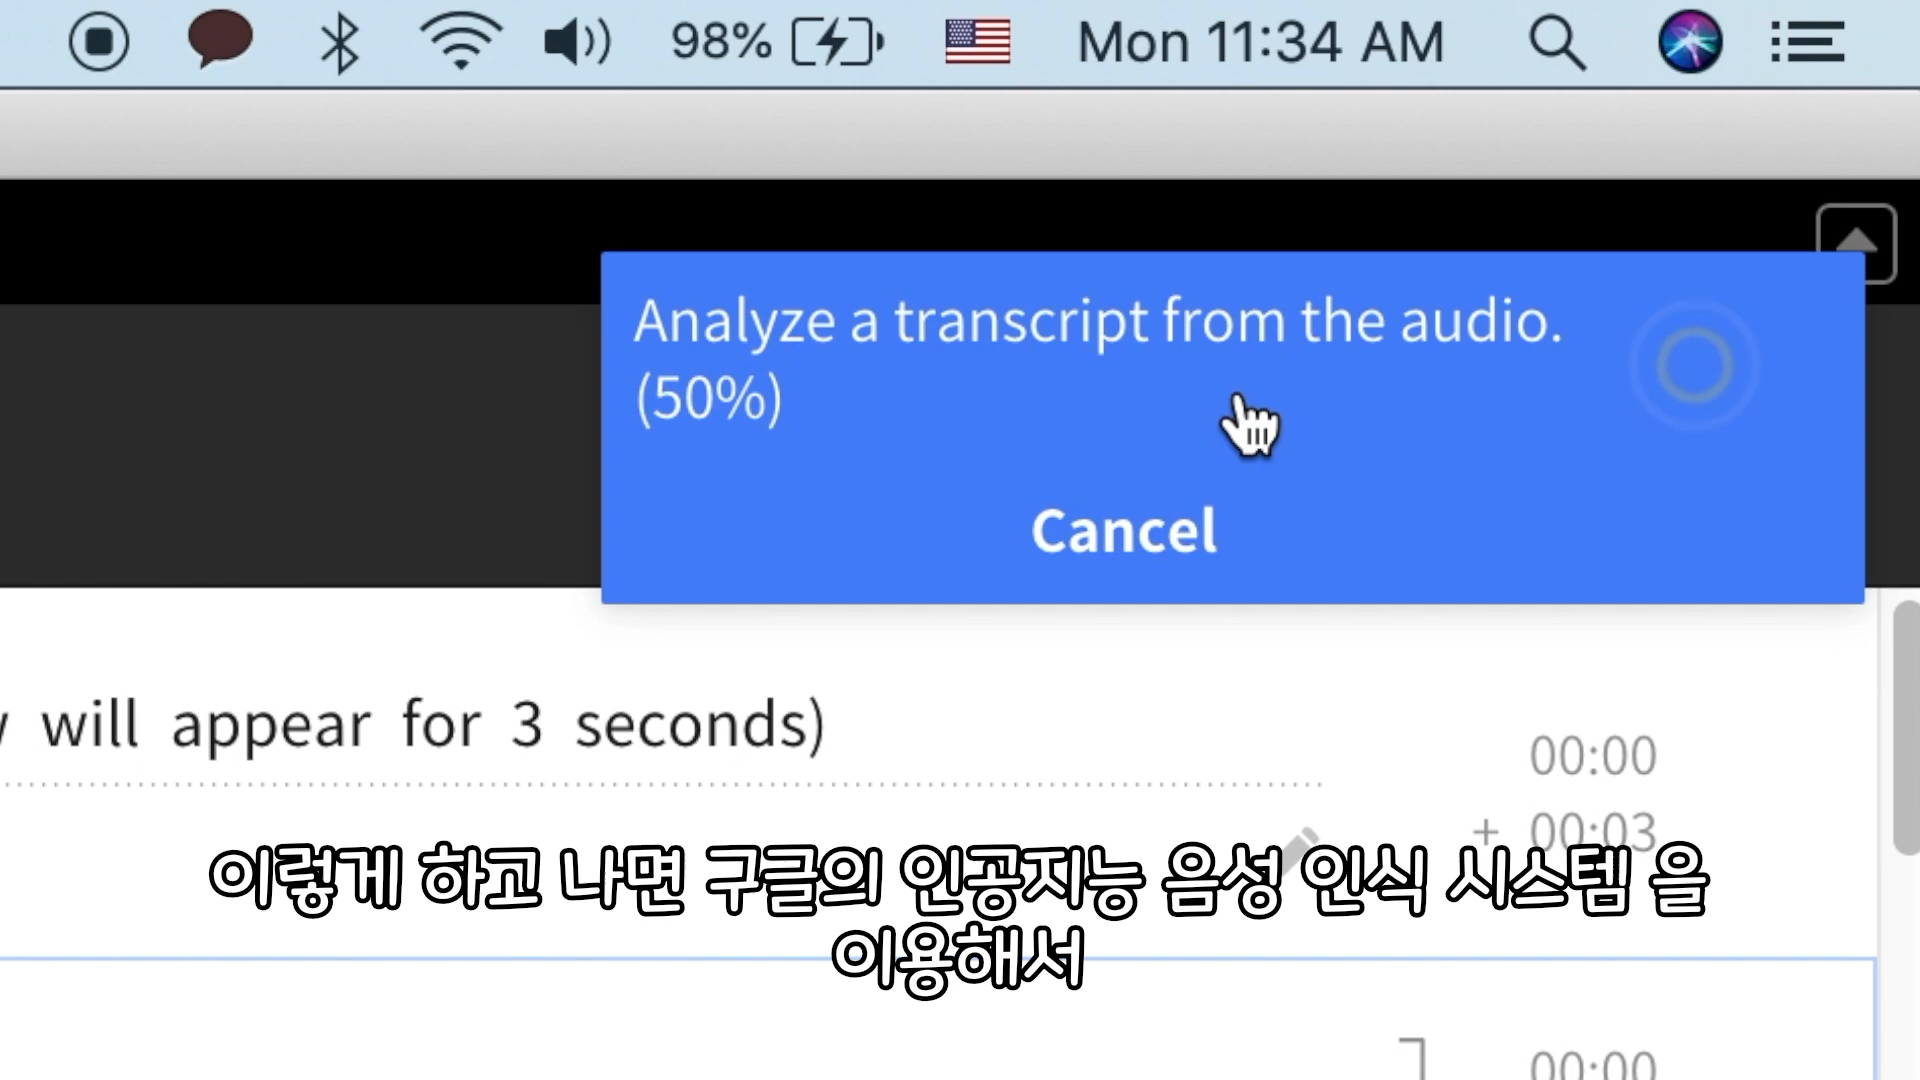 98%
Mon 11:34 AM
Analyze a transcript from the audio.
(50%)
Cancel
will appear for 3 seconds)
00:00
+ 00:03
이렇게 하고 나면 구글의 인공지능 음성 인식 시스템 을
이용해서
00:00